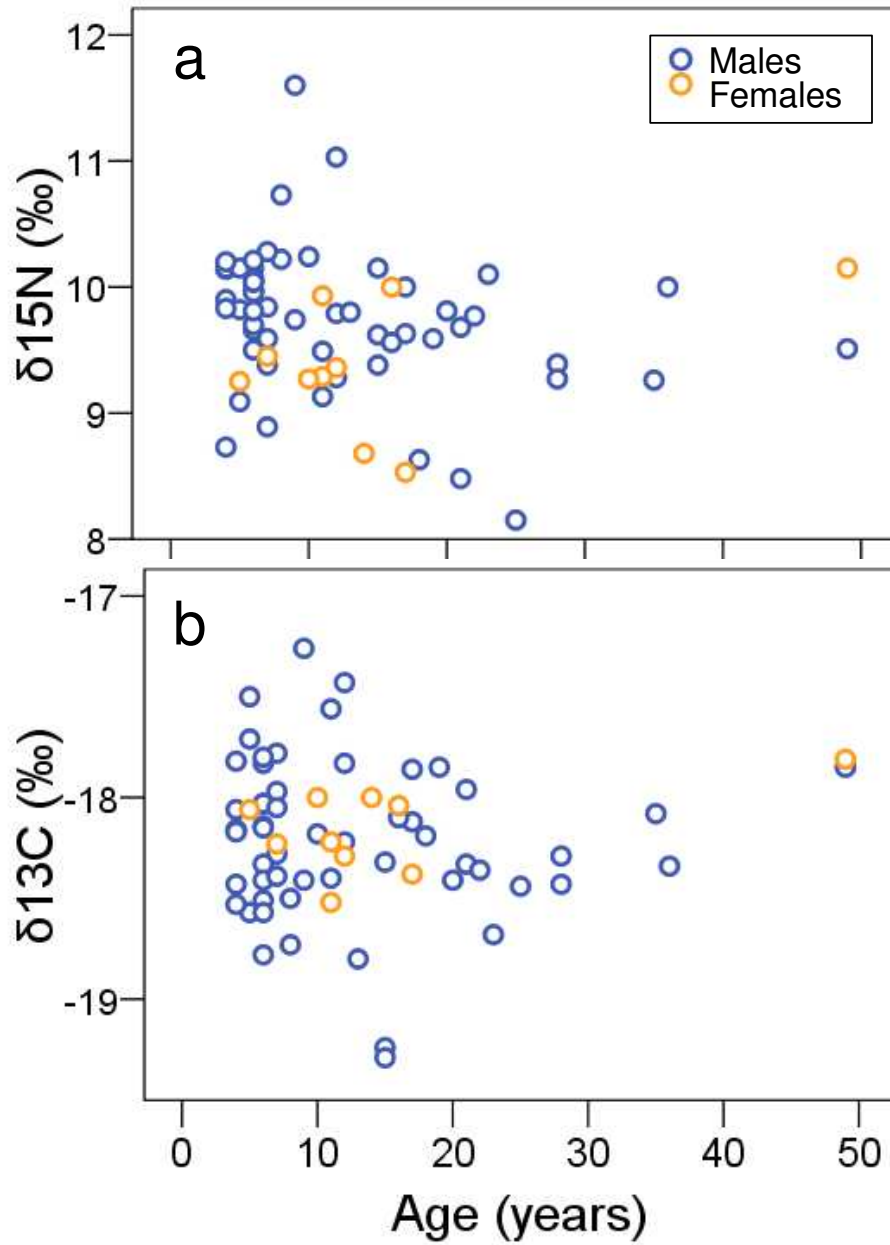 a
Males
Females
12
11
10
9
8
δ15N (‰)
b
-17
-18
-19
δ13C (‰)
0 10 20 30 40 50
Age (years)